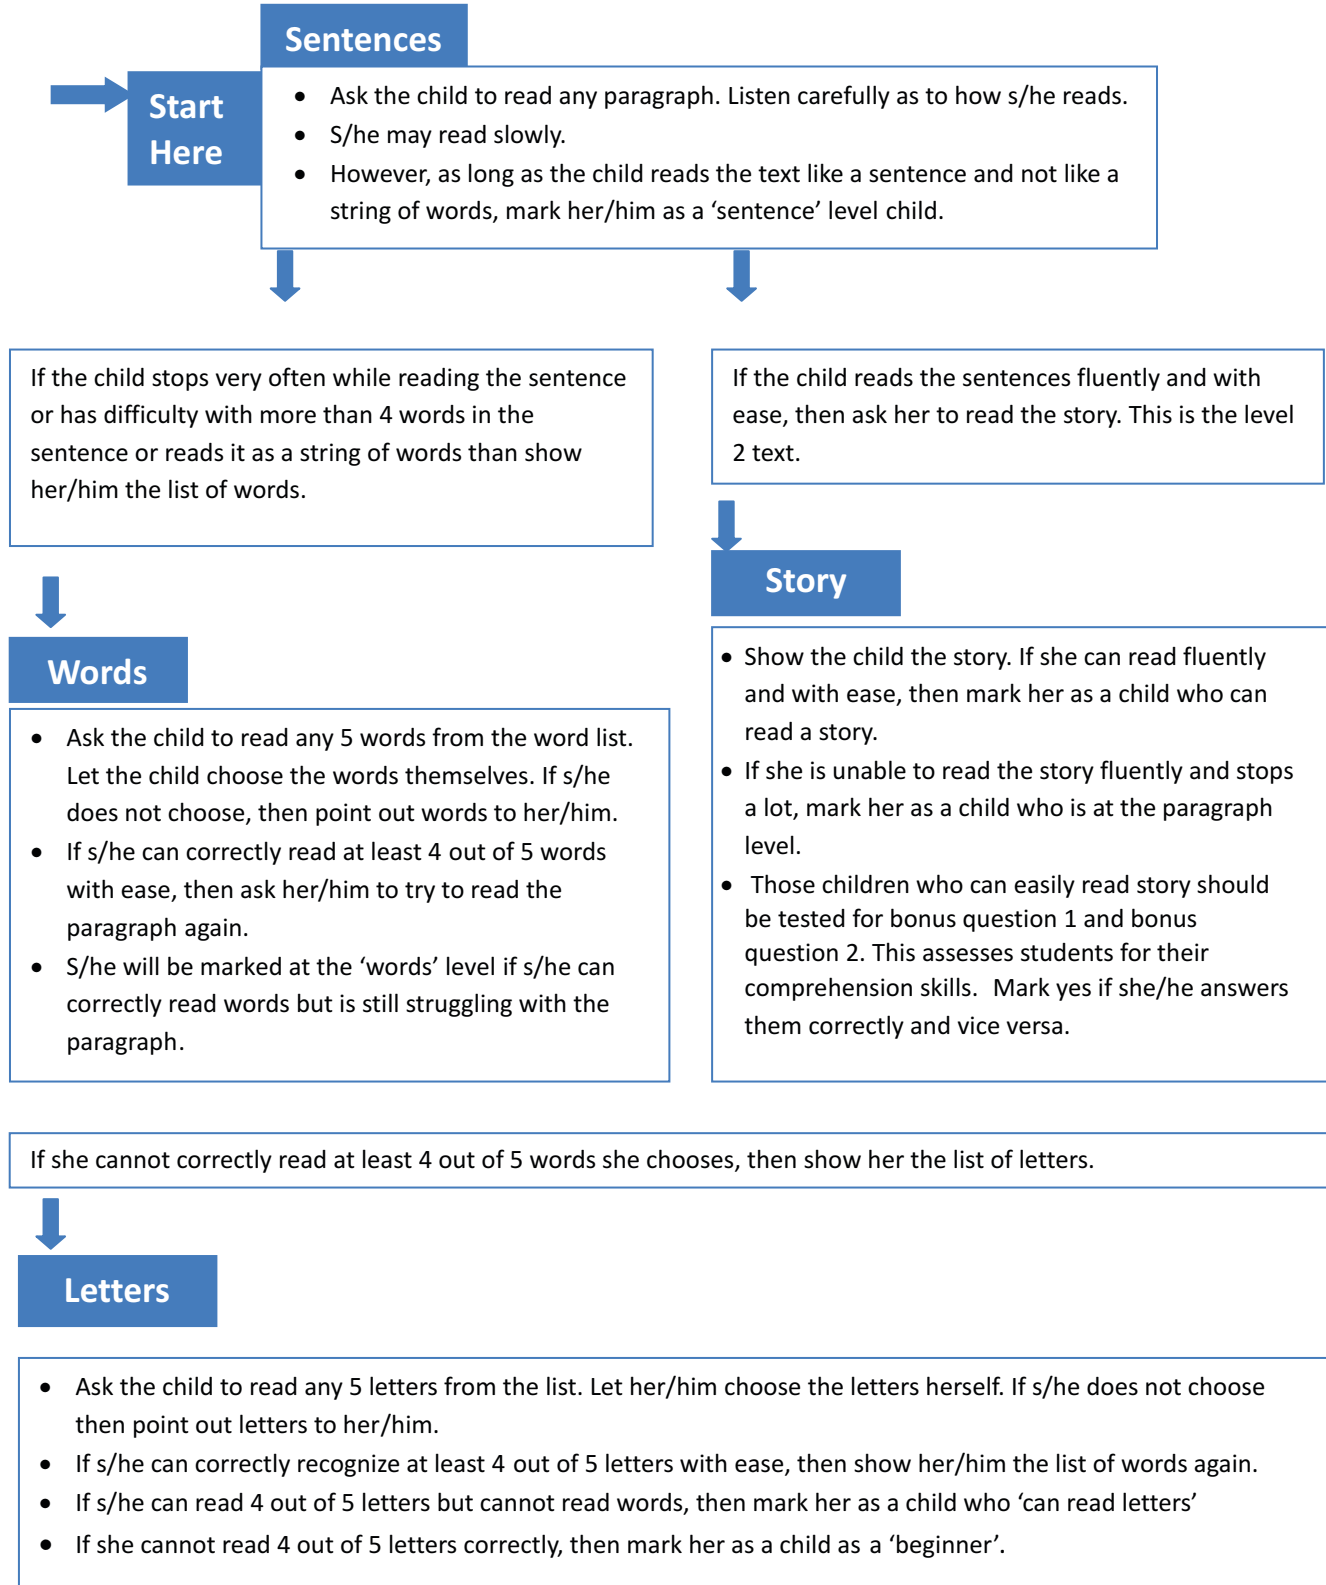 Sentences
Start
Here
• Ask the child to read any paragraph. Listen carefully as to how s/he reads.
• S/he may read slowly.
• However, as long as the child reads the text like a sentence and not like a
string of words, mark her/him as a ‘sentence’ level child.
If the child stops very often while reading the sentence
or has difficulty with more than 4 words in the
sentence or reads it as a string of words than show
her/him the list of words.
If the child reads the sentences fluently and with
ease, then ask her to read the story. This is the level
2 text.
Words
• Ask the child to read any 5 words from the word list.
Let the child choose the words themselves. If s/he
does not choose, then point out words to her/him.
• If s/he can correctly read at least 4 out of 5 words
with ease, then ask her/him to try to read the
paragraph again.
• S/he will be marked at the ‘words’ level if s/he can
correctly read words but is still struggling with the
paragraph.
Story
• Show the child the story. If she can read fluently
and with ease, then mark her as a child who can
read a story.
• If she is unable to read the story fluently and stops
a lot, mark her as a child who is at the paragraph
level.
• Those children who can easily read story should
be tested for bonus question 1 and bonus
question 2. This assesses students for their
comprehension skills. Mark yes if she/he answers
them correctly and vice versa.
If she cannot correctly read at least 4 out of 5 words she chooses, then show her the list of letters.
Letters
• Ask the child to read any 5 letters from the list. Let her/him choose the letters herself. If s/he does not choose
then point out letters to her/him.
• If s/he can correctly recognize at least 4 out of 5 letters with ease, then show her/him the list of words again.
• If s/he can read 4 out of 5 letters but cannot read words, then mark her as a child who ‘can read letters’
• If she cannot read 4 out of 5 letters correctly, then mark her as a child as a ‘beginner’.